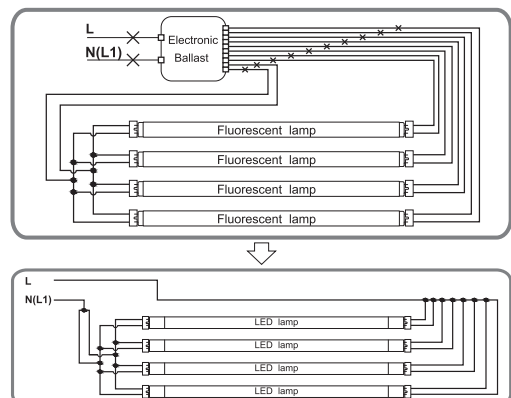 L
N(L1)
Electronic
Ballast
Fluorescent lamp
Fluorescent lamp
Fluorescent lamp
Fluorescent lamp
L
N(L1)
LED lamp
LED lamp
LED lamp
LED lamp